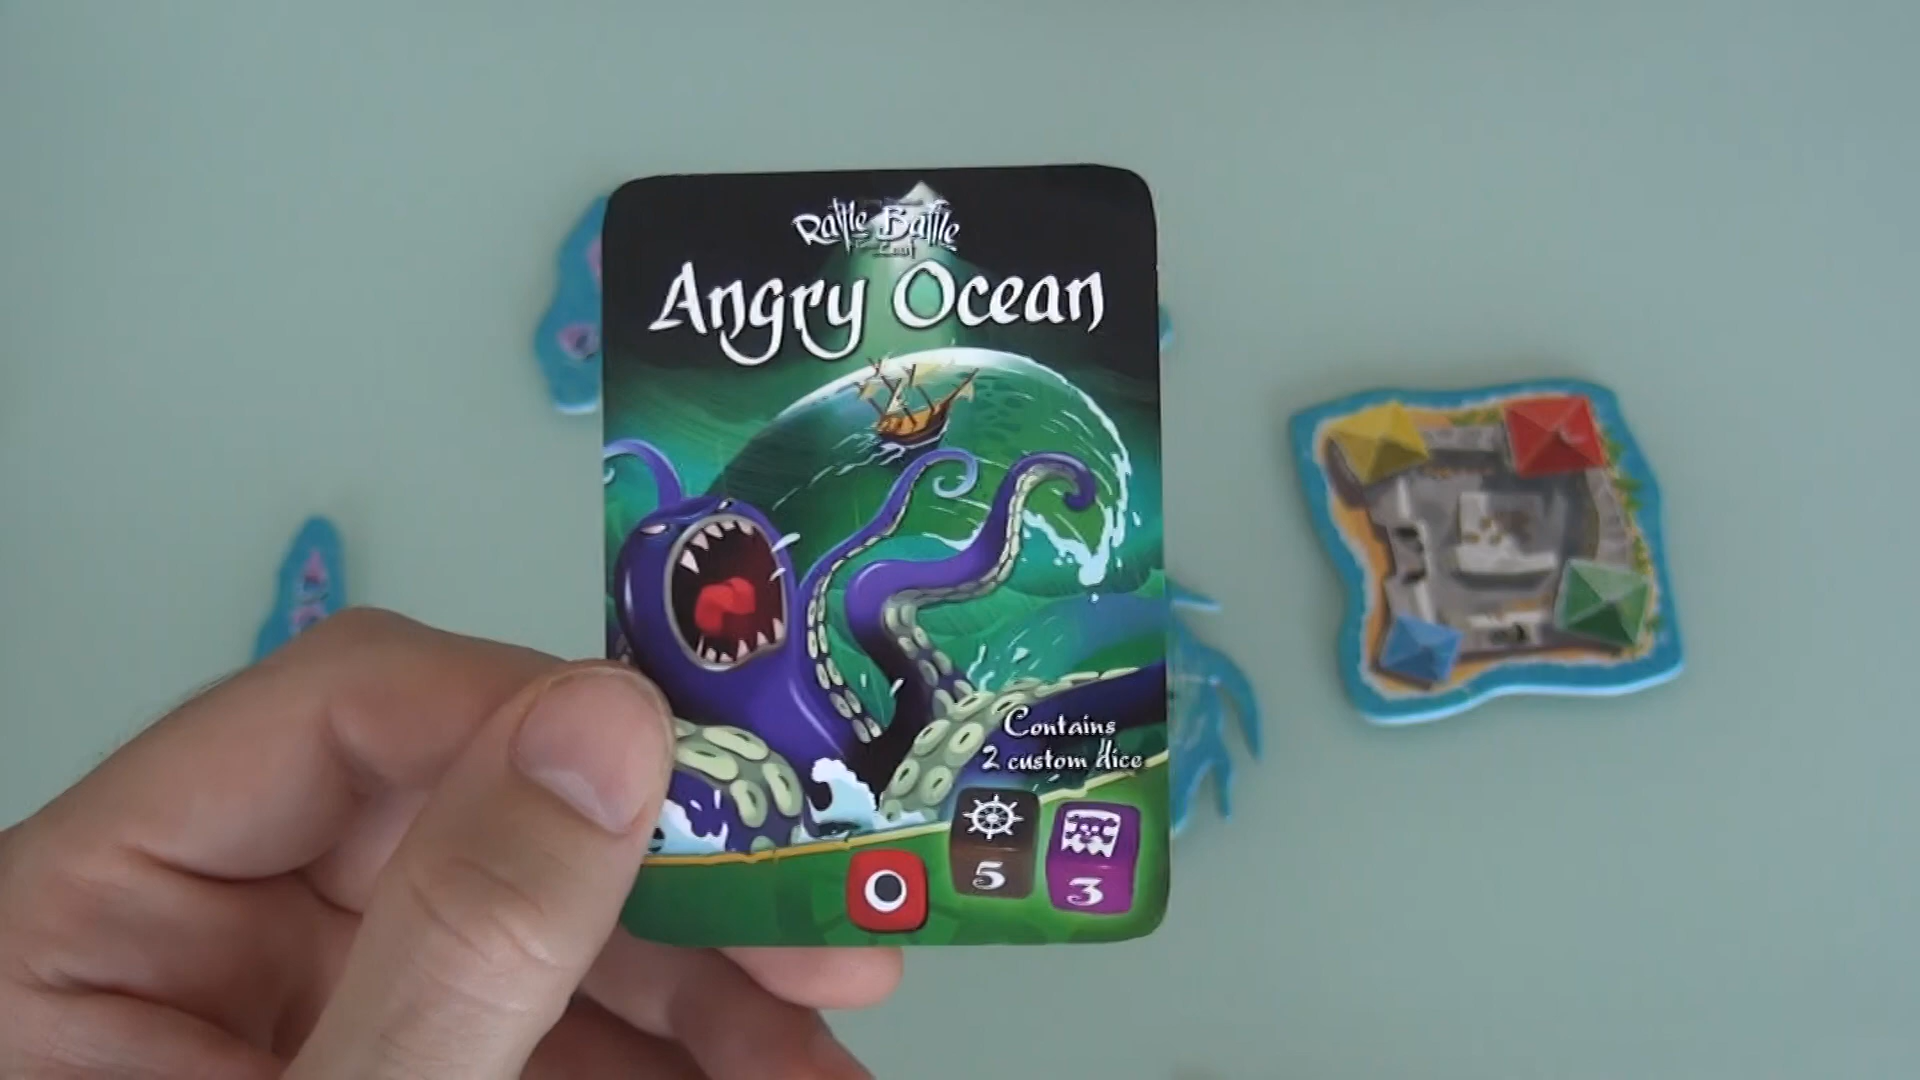 Rattle Battle
Angry Ocean
Contains
2 custom dice
5
3